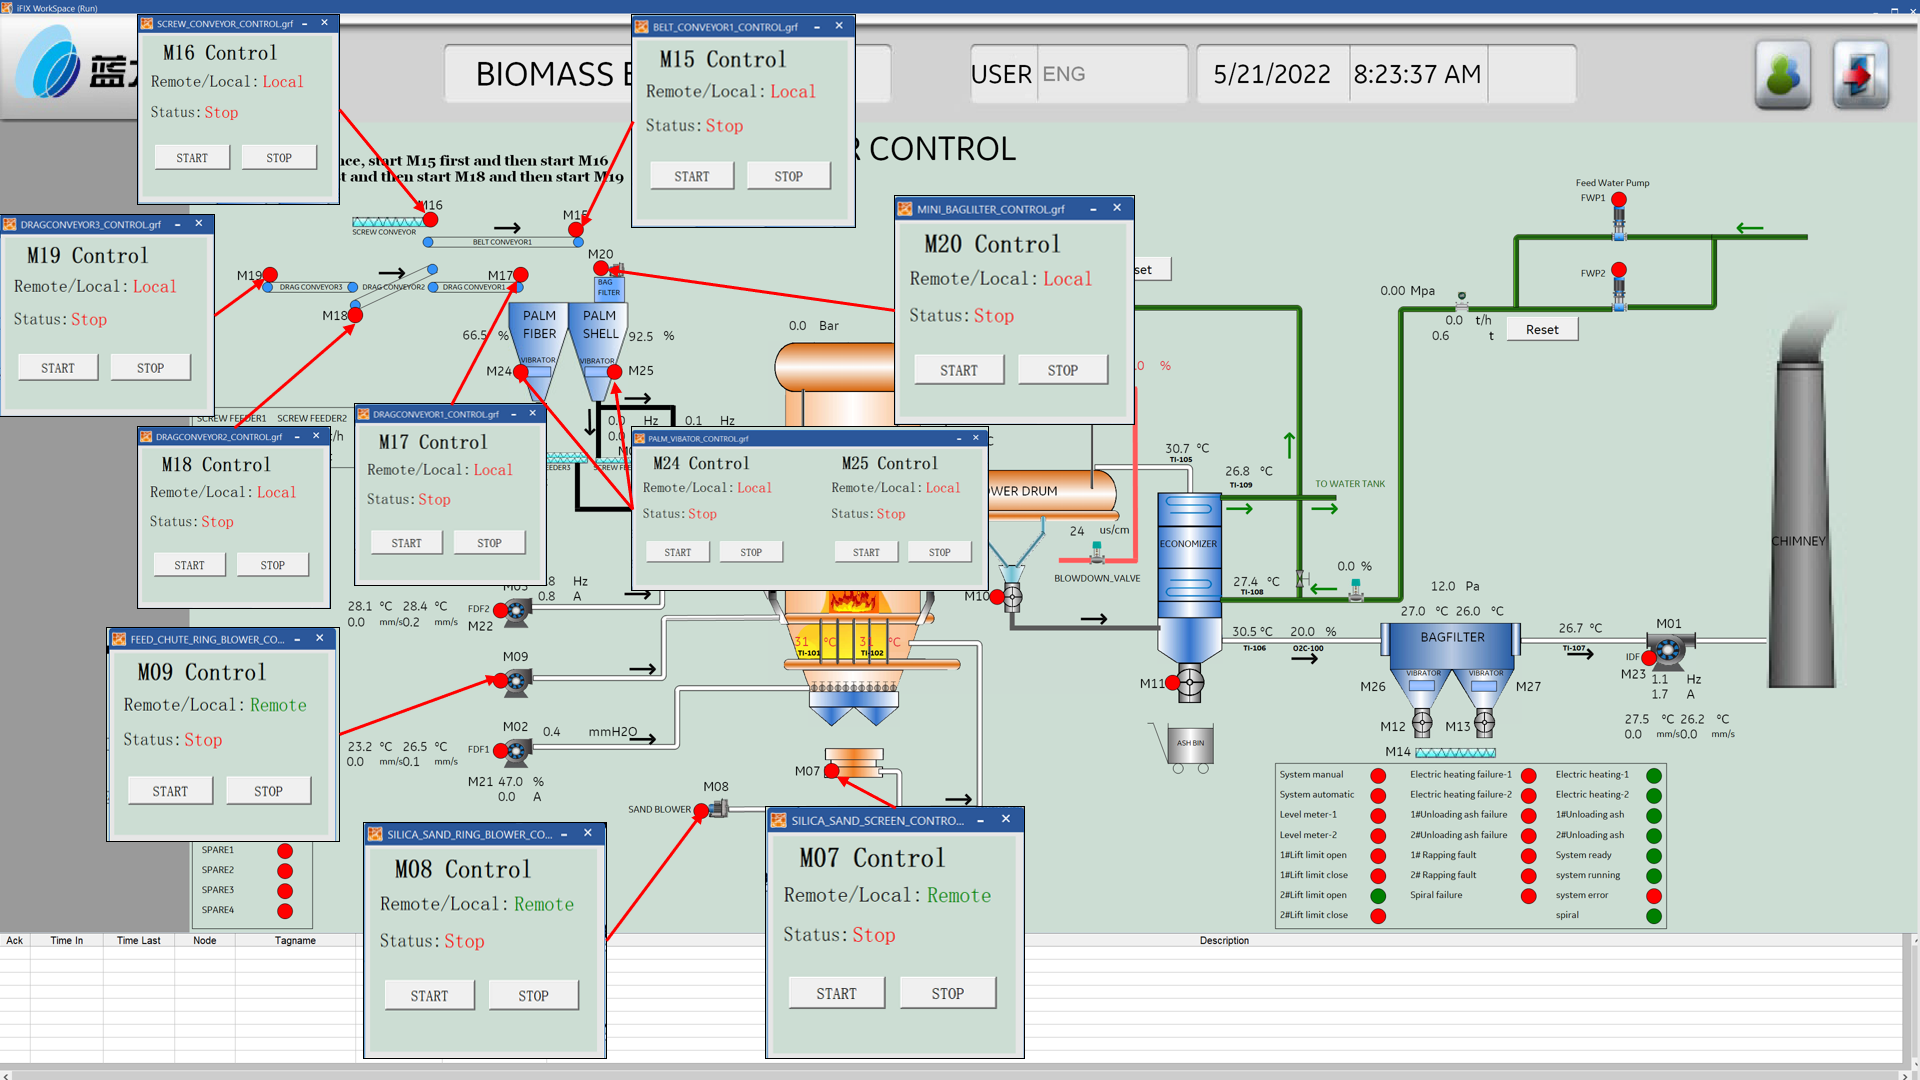 iFIX WorkSpace (Run)
BIOMASS
USER ENG
5/21/2022 8:23:37 AM
CONTROL
SCREW_CONVEYOR_CONTROL.grf
M16 Control
Remote/Local: Local
Status: Stop
START STOP
BELT_CONVEYOR1_CONTROL.grf
M15 Control
Remote/Local: Local
Status: Stop
START STOP
start M15 first and then start M16
and then start M18 and then start M19
DRAGCONVEYOR3_CONTROL.grf
M19 Control
Remote/Local: Local
Status: Stop
START STOP
MINI_BAGLILTER_CONTROL.grf
M20 Control
Remote/Local: Local
Status: Stop
START STOP
DRAGCONVEYOR2_CONTROL.grf
M18 Control
Remote/Local: Local
Status: Stop
START STOP
DRAGCONVEYOR1_CONTROL.grf
M17 Control
Remote/Local: Local
Status: Stop
START STOP
PALM_VIBATOR_CONTROL.grf
M24 Control M25 Control
Remote/Local: Local Remote/Local: Local
Status: Stop Status: Stop
START STOP START STOP
FEED_CHUTE_RING_BLOWER_CO...
M09 Control
Remote/Local: Remote
Status: Stop
START STOP
SILICA_SAND_RING_BLOWER_CO...
M08 Control
Remote/Local: Remote
Status: Stop
START STOP
SILICA_SAND_SCREEN_CONTRO...
M07 Control
Remote/Local: Remote
Status: Stop
START STOP
M16
SCREW CONVEYOR
BELT CONVEYOR1
M20
M19
M17
M18
DRAG CONVEYOR3 DRAG CONVEYOR2 DRAG CONVEYOR1
BAG
FILTER
PALM
FIBER
PALM
SHELL
66.5 %
92.5 %
VIBRATOR VIBRATOR
M24 M25
0.0 Bar
0.0 Hz 0.1 Hz
SCREW FEEDER1 SCREW FEEDER2
Feed Water Pump
FWP1
FWP2
0.00 Mpa
0.0 t/h
0.6 t
Reset
%
DRUM
24 us/cm
BLOWDOWN_VALVE
30.7 °C
TI-105
26.8 °C
TI-109
TO WATER TANK
ECONOMIZER
27.4 °C
TI-108
0.0 %
M10
30.5 °C 20.0 %
TI-106 O2C-100
12.0 Pa
27.0 °C 26.0 °C
BAGFILTER
VIBRATOR VIBRATOR
M26 M27
M12 M13
M14
26.7 °C
TI-107
M01
IDF
M23
1.1 Hz
1.7 A
27.5 °C 26.2 °C
0.0 mm/s 0.0 mm/s
CHIMNEY
M11
ASH BIN
Hz
0.8 A
28.1 °C 28.4 °C
0.0 mm/s 0.2 mm/s
FDF2
M22
M09
M02
FDF1
0.4 mmH2O
23.2 °C 26.5 °C
0.0 mm/s 0.1 mm/s
M21 47.0 %
0.0 A
31 °C 31 °C
TI-101 TI-102
M07
M08
SAND BLOWER
SPARE1
SPARE2
SPARE3
SPARE4
System manual Electric heating failure-1 Electric heating-1
System automatic Electric heating failure-2 Electric heating-2
Level meter-1 1#Unloading ash failure 1#Unloading ash
Level meter-2 2#Unloading ash failure 2#Unloading ash
1#Lift limit open 1# Rapping fault System ready
1#Lift limit close 2# Rapping fault system running
2#Lift limit open Spiral failure system error
2#Lift limit close spiral
Ack Time In Time Last Node Tagname Description